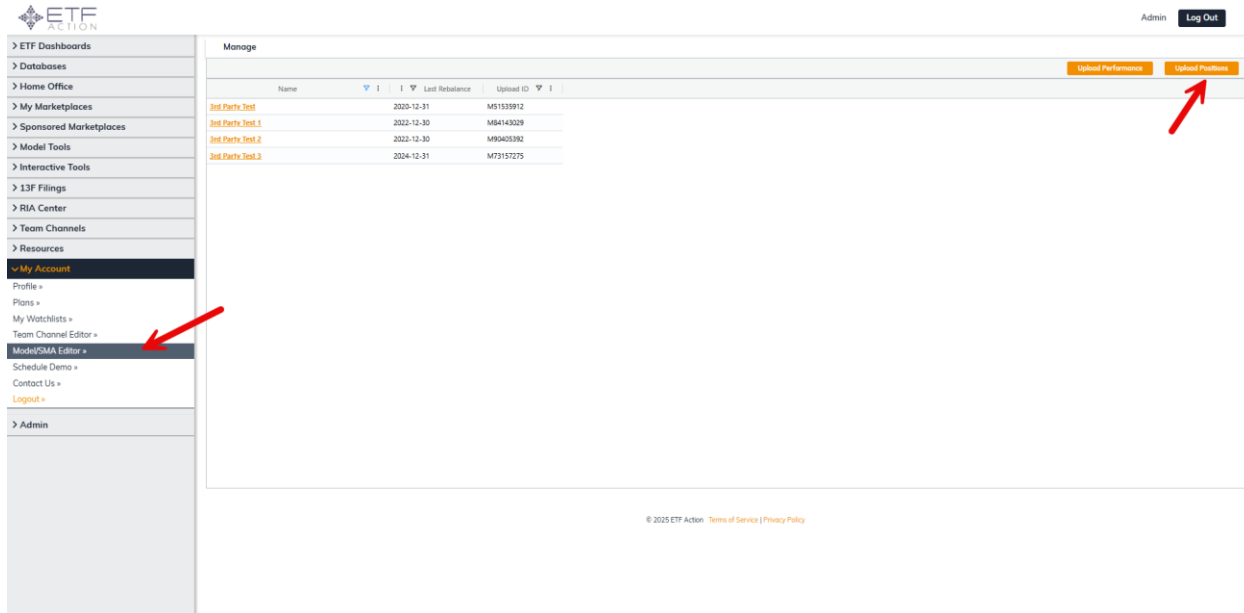 ETF
ACTION
Admin
Log Out
ETF Dashboards
Databases
Home Office
My Marketplaces
Sponsored Marketplaces
Model Tools
Interactive Tools
13F Filings
RIA Center
Team Channels
Resources
My Account
Profile »
Plans »
My Watchlists »
Team Channel Editor »
Model/SMA Editor »
Schedule Demo »
Contact Us »
Logout »
Admin
Manage
Upload Performance
Upload Positions
Name Last Rebalance Upload ID
3rd Party Test 2020-12-31 M51535912
3rd Party Test 1 2022-12-30 M84143029
3rd Party Test 2 2022-12-30 M90405392
3rd Party Test 3 2024-12-31 M73157275
© 2025 ETF Action Terms of Service | Privacy Policy